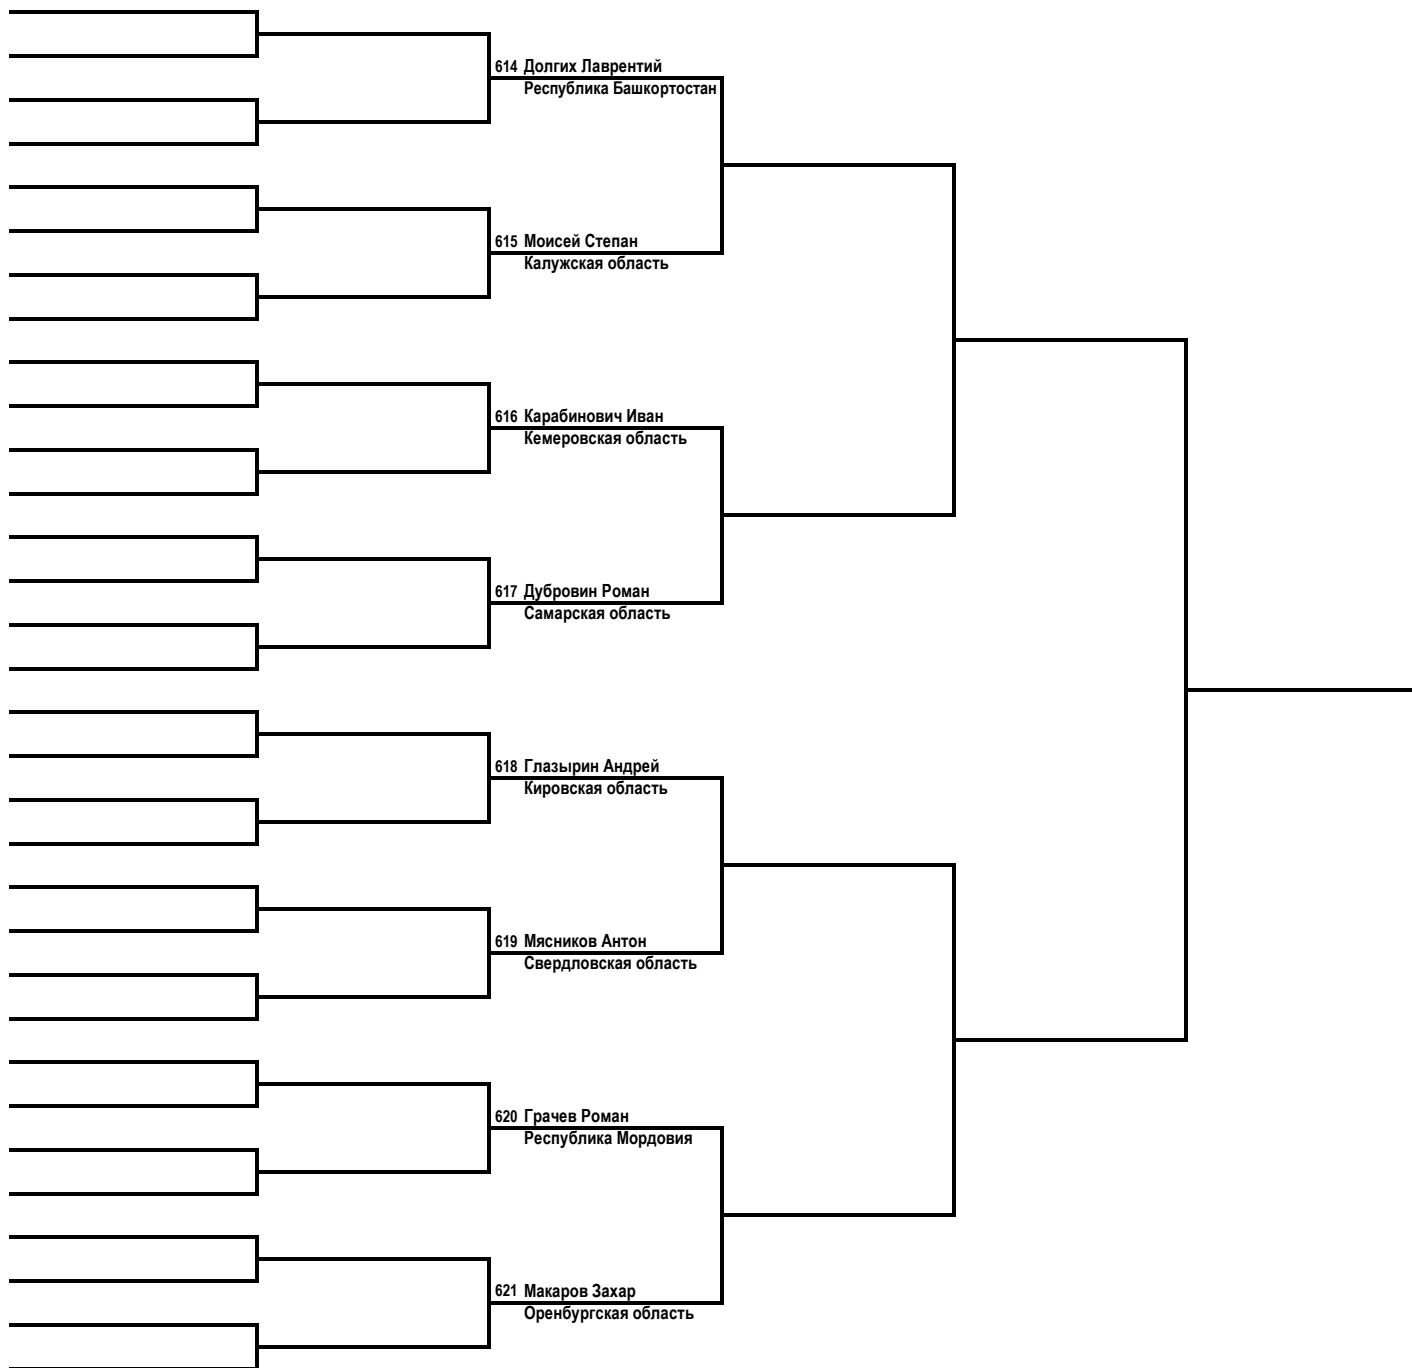 614 Долгих Лаврентий
Республика Башкортостан
615 Моисей Степан
Калужская область
616 Карабинович Иван
Кемеровская область
617 Дубровин Роман
Самарская область
618 Глазырин Андрей
Кировская область
619 Мясников Антон
Свердловская область
620 Грачев Роман
Республика Мордовия
621 Макаров Захар
Оренбургская область